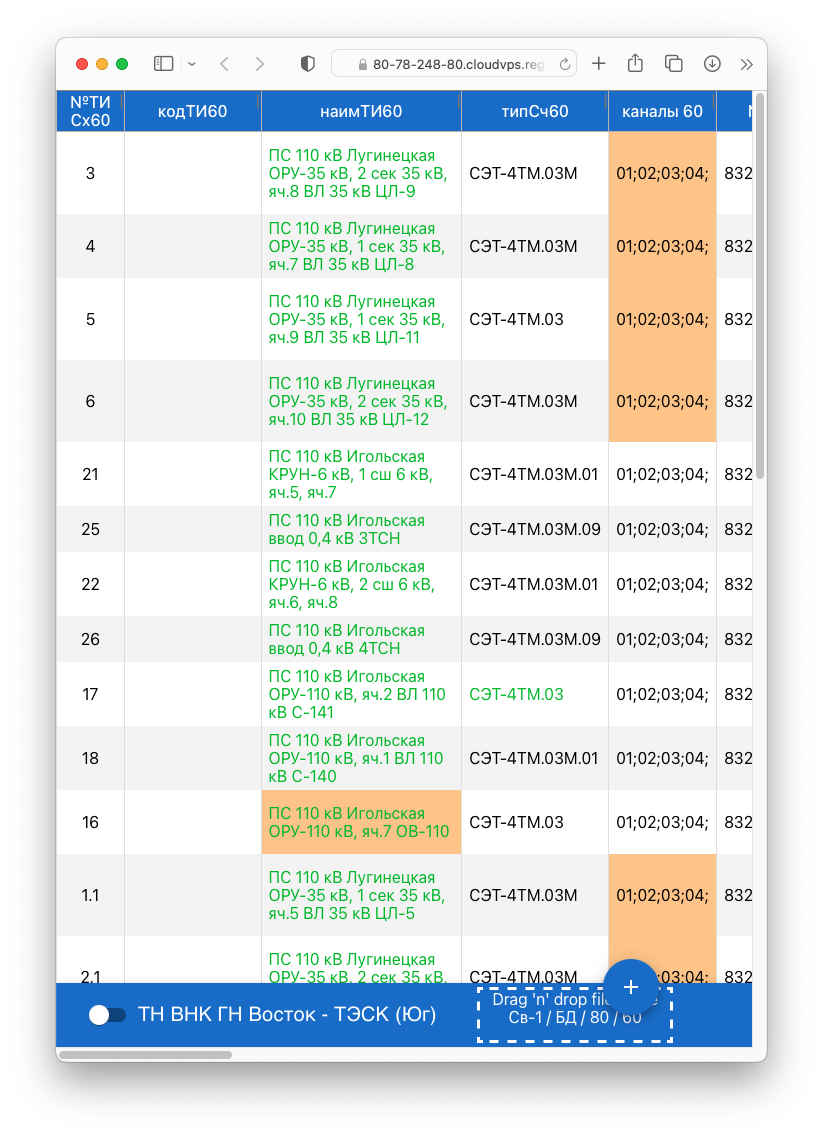 80-78-248-80.cloudvps.reg
№ТИ
Сх60
кодТИ60
наимТИ60
типСч60
каналы 60
3
ПС 110 кВ Лугинецкая
ОРУ-35 кВ, 2 сек 35 кВ,
яч.8 ВЛ 35 кВ ЦЛ-9
СЭТ-4ТМ.03М
01;02;03;04;
832
4
ПС 110 кВ Лугинецкая
ОРУ-35 кВ, 1 сек 35 кВ,
яч.7 ВЛ 35 кВ ЦЛ-8
СЭТ-4ТМ.03М
01;02;03;04;
832
5
ПС 110 кВ Лугинецкая
ОРУ-35 кВ, 1 сек 35 кВ,
яч.9 ВЛ 35 кВ ЦЛ-11
СЭТ-4ТМ.03
01;02;03;04;
832
6
ПС 110 кВ Лугинецкая
ОРУ-35 кВ, 2 сек 35 кВ,
яч.10 ВЛ 35 кВ ЦЛ-12
СЭТ-4ТМ.03М
01;02;03;04;
832
21
ПС 110 кВ Игольская
КРУН-6 кВ, 1 сш 6 кВ,
яч.5, яч.7
СЭТ-4ТМ.03М.01
01;02;03;04;
832
25
ПС 110 кВ Игольская
ввод 0,4 кВ 3ТСН
СЭТ-4ТМ.03М.09
01;02;03;04;
832
22
ПС 110 кВ Игольская
КРУН-6 кВ, 2 сш 6 кВ,
яч.6, яч.8
СЭТ-4ТМ.03М.01
01;02;03;04;
832
26
ПС 110 кВ Игольская
ввод 0,4 кВ 4ТСН
СЭТ-4ТМ.03М.09
01;02;03;04;
832
17
ПС 110 кВ Игольская
ОРУ-110 кВ, яч.2 ВЛ 110
кВ С-141
СЭТ-4ТМ.03
01;02;03;04;
832
18
ПС 110 кВ Игольская
ОРУ-110 кВ, яч.1 ВЛ 110
кВ С-140
СЭТ-4ТМ.03М.01
01;02;03;04;
832
16
ПС 110 кВ Игольская
ОРУ-110 кВ, яч.7 ОВ-110
СЭТ-4ТМ.03
01;02;03;04;
832
1.1
ПС 110 кВ Лугинецкая
ОРУ-35 кВ, 1 сек 35 кВ,
яч.5 ВЛ 35 кВ ЦЛ-5
СЭТ-4ТМ.03М
01;02;03;04;
832
2.1
ПС 110 кВ Лугинецкая
ОРУ-35 кВ, 2 сек 35 кВ,
СЭТ-4ТМ.03М
03;04;
832
ТН ВНК ГН Восток - ТЭСК (Юг)
Drag 'n' drop
Св-1 / БД / 80 / 60